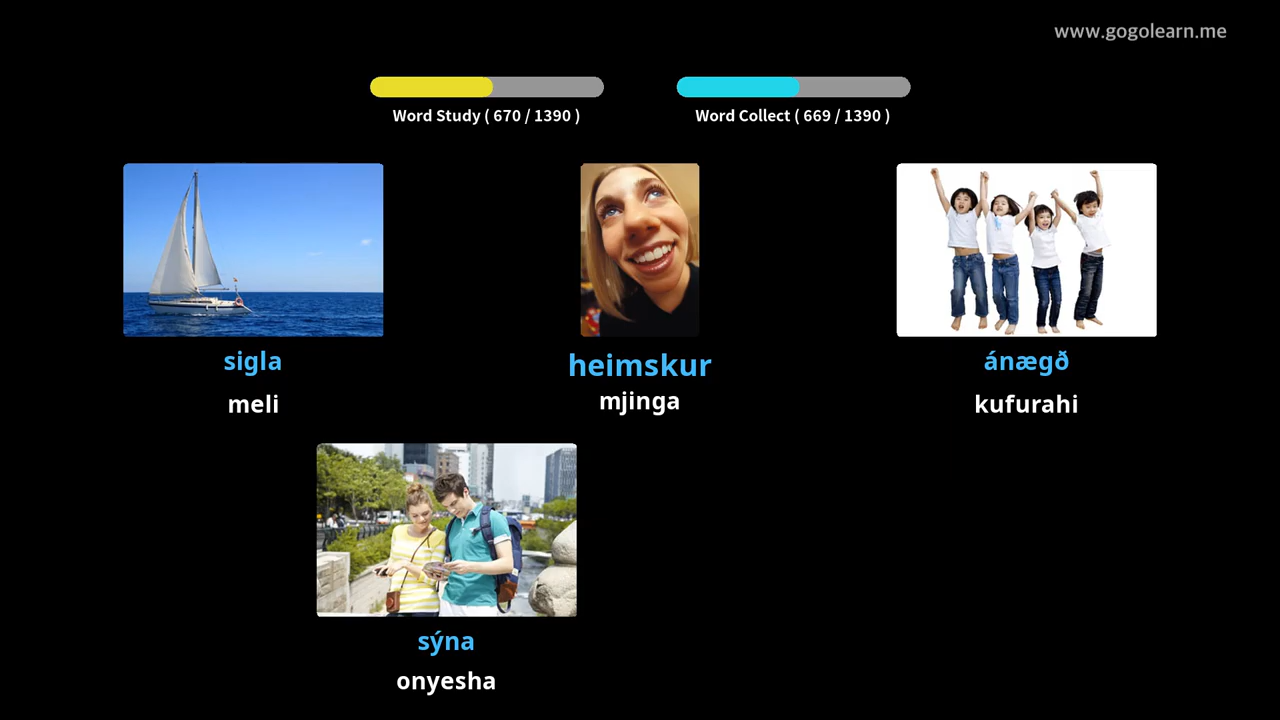 www.gogolearn.me
Word Study ( 670 / 1390 )
Word Collect ( 669 / 1390 )
sigla
heimskur
ánægð
meli
mjinga
kufurahi
sýna
onyesha